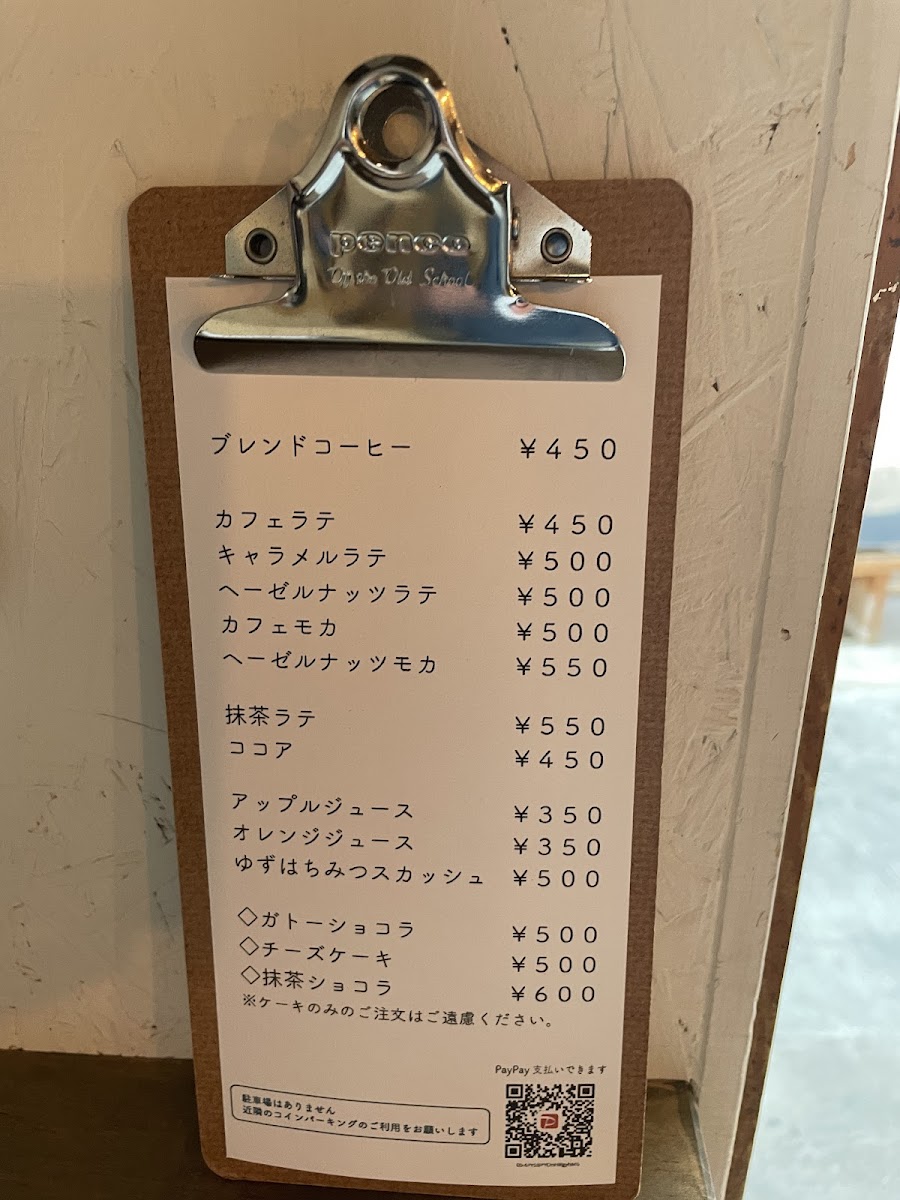 penco
Of the Old School
ブレンドコーヒー ￥450
カフェラテ ￥450
キャラメルラテ ￥500
ヘーゼルナッツラテ ￥500
カフェモカ ￥500
ヘーゼルナッツモカ ￥550
抹茶ラテ ￥550
ココア ￥450
アップルジュース ￥350
オレンジジュース ￥350
ゆずはちみつスカッシュ ￥500
◇ガトーショコラ ￥500
◇チーズケーキ ￥500
◇抹茶ショコラ ￥600
※ケーキのみのご注文はご遠慮ください。
PayPay 支払いできます
駐車場はありません
近隣のコインパーキングのご利用をお願いします